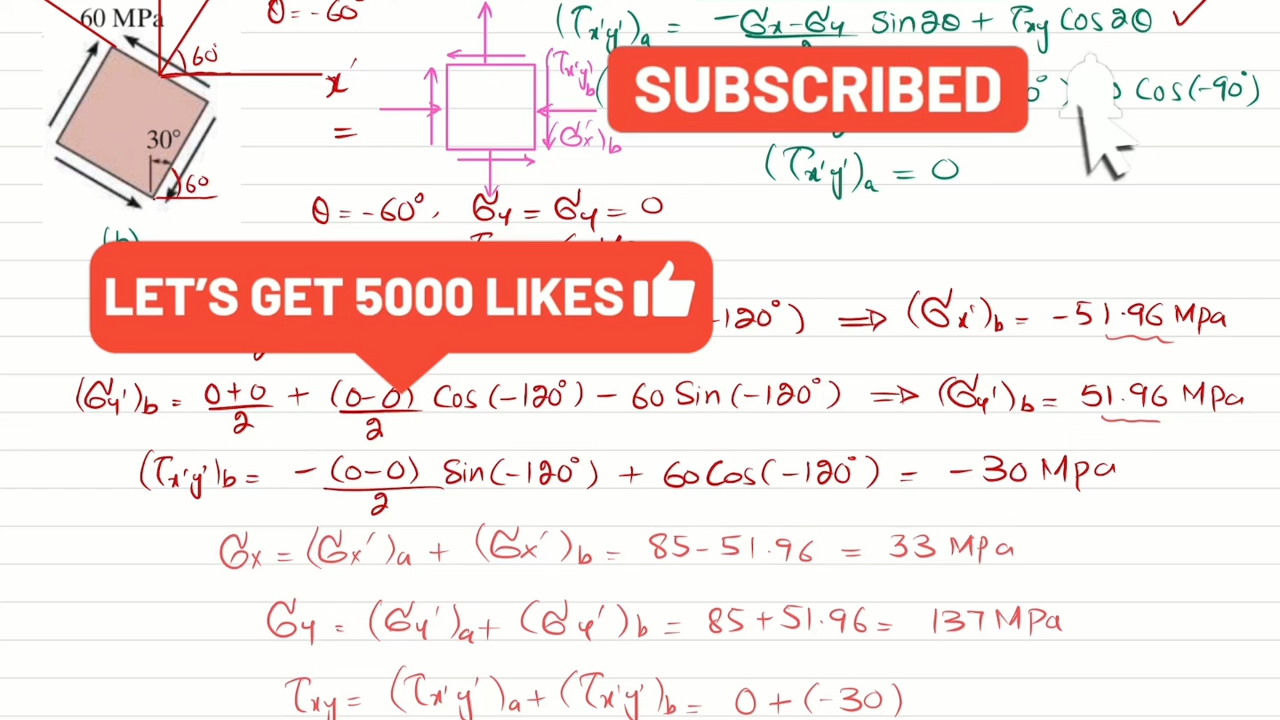 60 MPa
θ = -60°
60°
x'
=
30°
60
(τx'y')b
(σx')b
(τx'y')a = -σx-σy Sin2θ + τxy Cos2θ ✓
SUBSCRIBED
Cos(-90°)
(τx'y')a = 0
θ = -60°, σy = σy = 0
(b)
LET'S GET 5000 LIKES
-120°) ⇒ (σx')b = -51.96 MPa
(σy')b = 0+0/2 + (0-0)/2 Cos(-120°) - 60 Sin(-120°) ⇒ (σy')b = 51.96 MPa
(τx'y')b = -(0-0)/2 Sin(-120°) + 60 Cos(-120°) = -30 MPa
σx = (σx')a + (σx')b = 85-51.96 = 33 MPa
σy = (σy')a + (σy')b = 85+51.96 = 137 MPa
τxy = (τx'y')a + (τx'y')b = 0 + (-30)